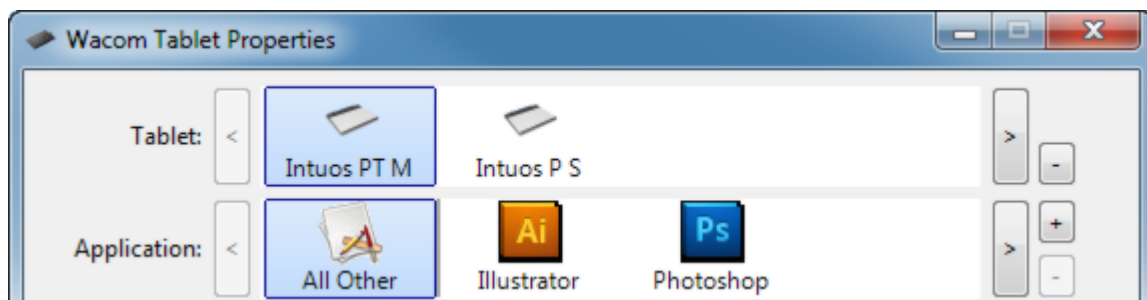 Wacom Tablet Properties
Tablet: < Intuos PT M Intuos P S > -
Application: < All Other Ai Illustrator Ps Photoshop > + -